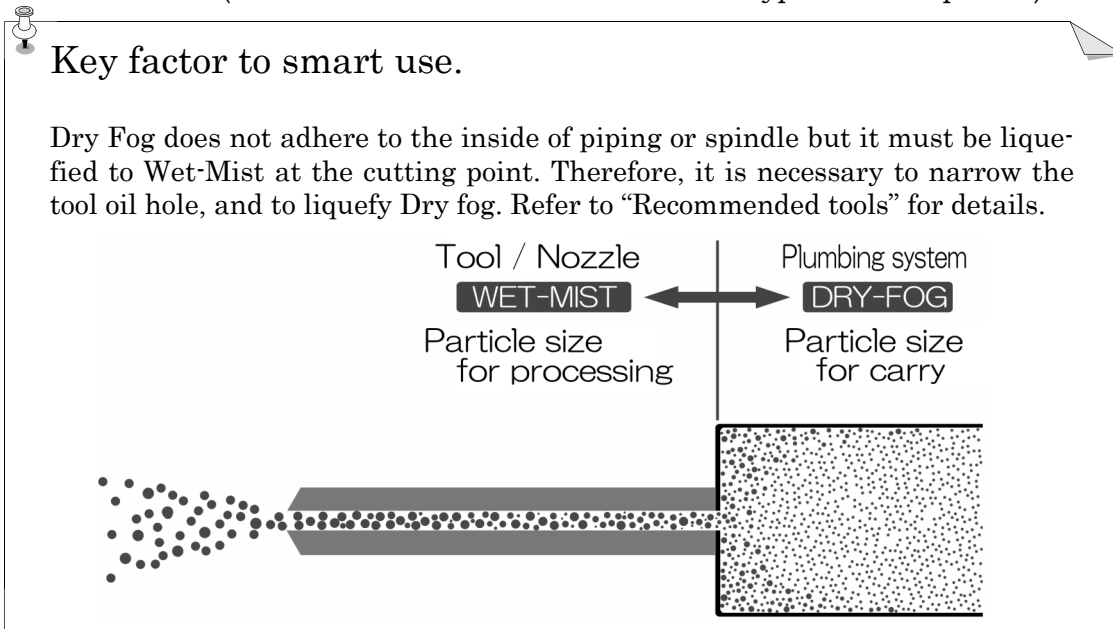 Key factor to smart use.
Dry Fog does not adhere to the inside of piping or spindle but it must be lique-
fied to Wet-Mist at the cutting point. Therefore, it is necessary to narrow the
tool oil hole, and to liquefy Dry fog. Refer to “Recommended tools” for details.
Tool / Nozzle
Plumbing system
WET-MIST
DRY-FOG
Particle size
for processing
Particle size
for carry